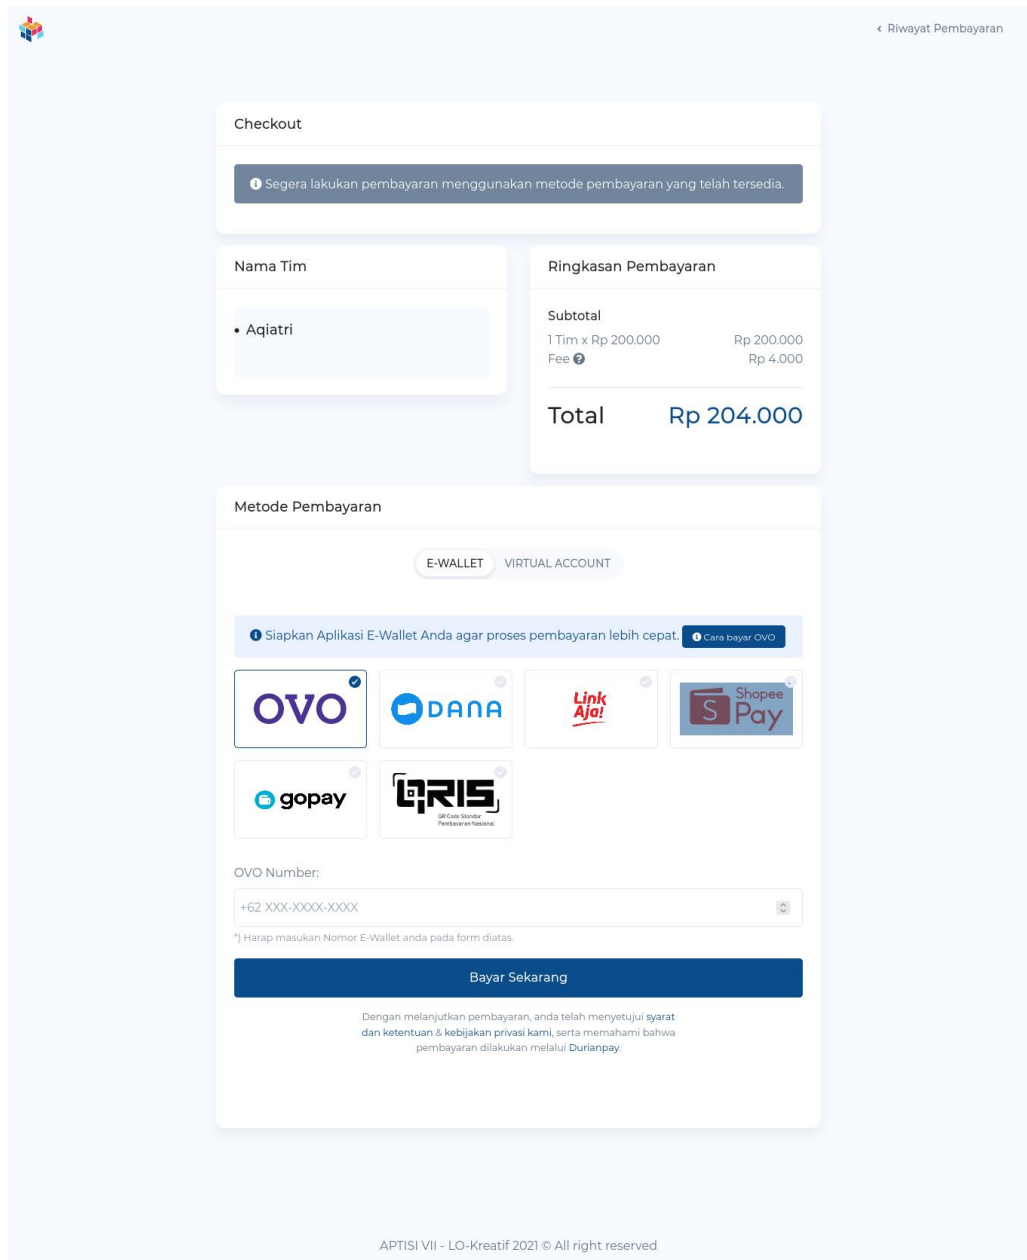 Riwayat Pembayaran
Checkout
Segera lakukan pembayaran menggunakan metode pembayaran yang telah tersedia.
Nama Tim
• Aqiatri
Ringkasan Pembayaran
Subtotal
1 Tim x Rp 200.000 Rp 200.000
Fee Rp 4.000
Total Rp 204.000
Metode Pembayaran
E-WALLET VIRTUAL ACCOUNT
Siapkan Aplikasi E-Wallet Anda agar proses pembayaran lebih cepat. Cara bayar OVO
OVO
DANA
Link
Aja!
S Shopee
Pay
gopay
QRIS
QR Code Standar
Pembayaran Nasional
OVO Number:
+62 XXX-XXXX-XXXX
*) Harap masukan Nomor E-Wallet anda pada form diatas.
Bayar Sekarang
Dengan melanjutkan pembayaran, anda telah menyetujui syarat
dan ketentuan & kebijakan privasi kami, serta memahami bahwa
pembayaran dilakukan melalui Durianpay.
APTISI VII - LO-Kreatif 2021 © All right reserved